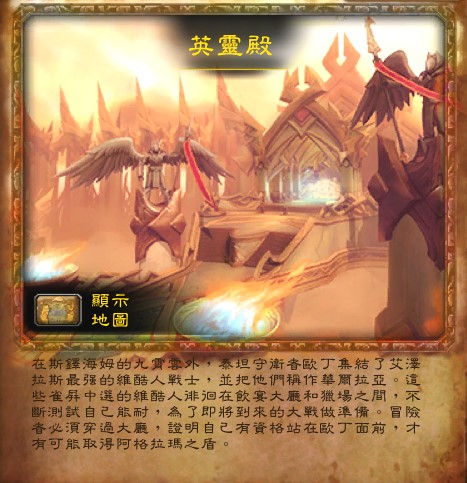 英靈殿
顯示
地圖
在斯鐸海姆的九霄雲外，泰坦守衛者歐丁集結了艾澤
拉斯最強的維酷人戰士，並把他們稱作華爾拉亞。這
些雀屏中選的維酷人徘徊在飲宴大廳和獵場之間，不
斷測試自己能耐，為了即將到來的大戰做準備。冒險
者必須穿過大廳，證明自己有資格站在歐丁面前，才
有可能取得阿格拉瑪之盾。